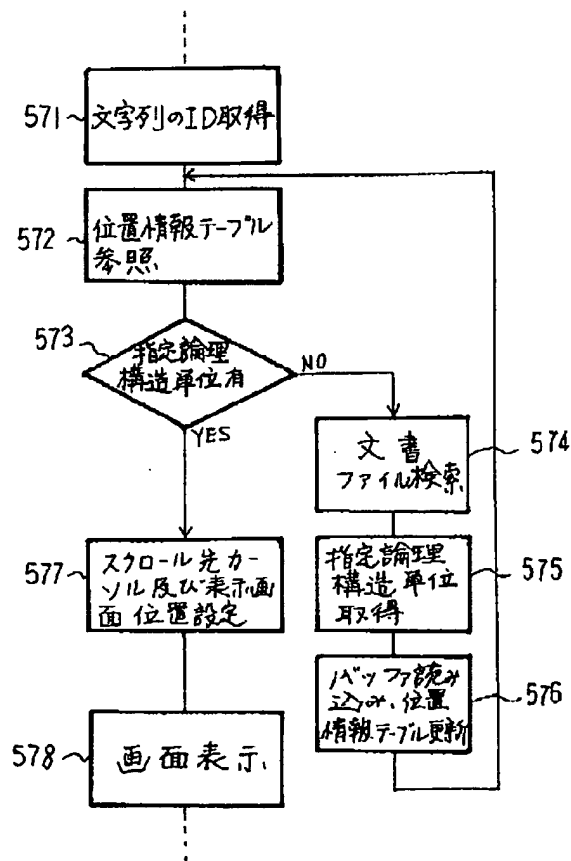 571
文字列のID取得
572
位置情報テーブル
参照
573
指定論理
構造単位有
NO
YES
文書
ファイル検索
574
577
スクロール先カー
ソル及び表示画
面位置設定
指定論理
構造単位
取得
575
バッファ読み
込み、位置
情報テーブル更新
576
578
画面表示